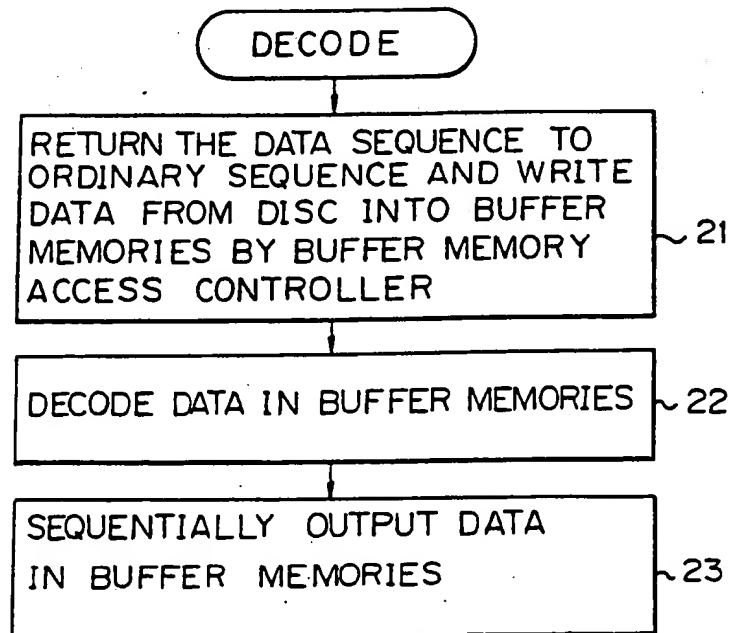 DECODE
RETURN THE DATA SEQUENCE TO
ORDINARY SEQUENCE AND WRITE
DATA FROM DISC INTO BUFFER
MEMORIES BY BUFFER MEMORY
ACCESS CONTROLLER
21
DECODE DATA IN BUFFER MEMORIES
22
SEQUENTIALLY OUTPUT DATA
IN BUFFER MEMORIES
23